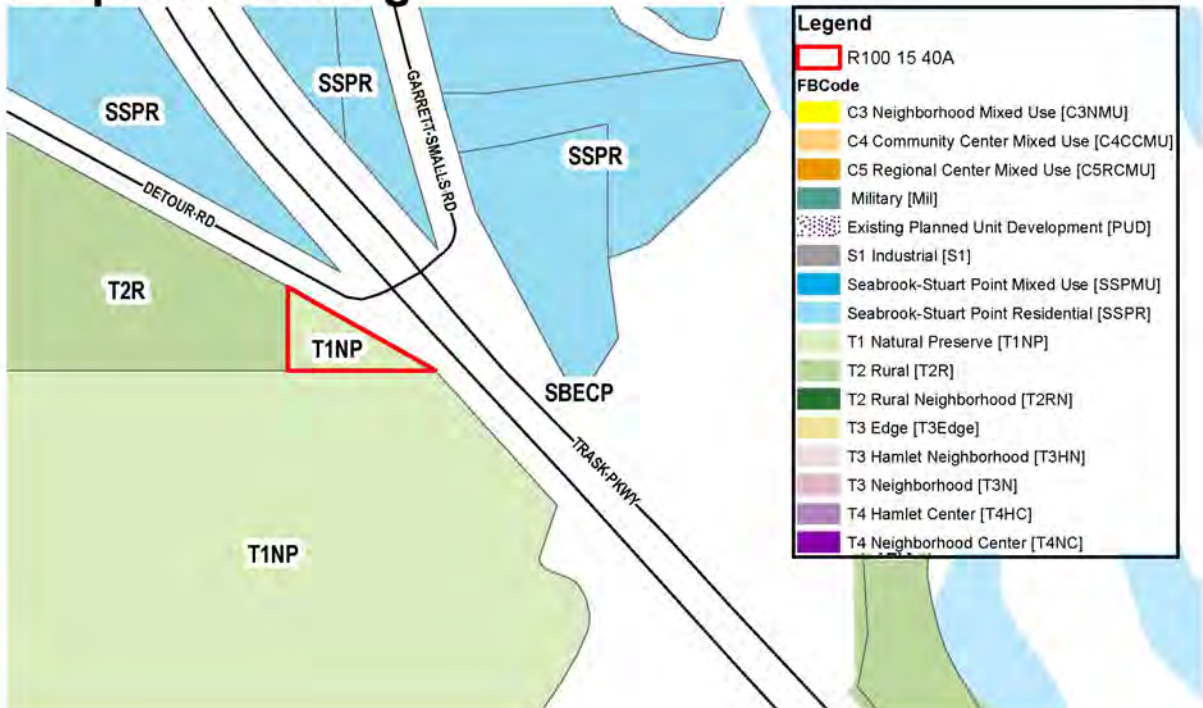 Legend
R100 15 40A
FBCode
C3 Neighborhood Mixed Use [C3NMU]
C4 Community Center Mixed Use [C4CCMU]
C5 Regional Center Mixed Use [C5RCMU]
Military [Mil]
Existing Planned Unit Development [PUD]
S1 Industrial [S1]
Seabrook-Stuart Point Mixed Use [SSPMU]
Seabrook-Stuart Point Residential [SSPR]
T1 Natural Preserve [T1NP]
T2 Rural [T2R]
T2 Rural Neighborhood [T2RN]
T3 Edge [T3Edge]
T3 Hamlet Neighborhood [T3HN]
T3 Neighborhood [T3N]
T4 Hamlet Center [T4HC]
T4 Neighborhood Center [T4NC]
SSPR
SSPR
SSPR
GARRET-T-SMALLS RD
DETOUR-RD
T2R
T1NP
SBECP
TRASK-PKWY
T1NP